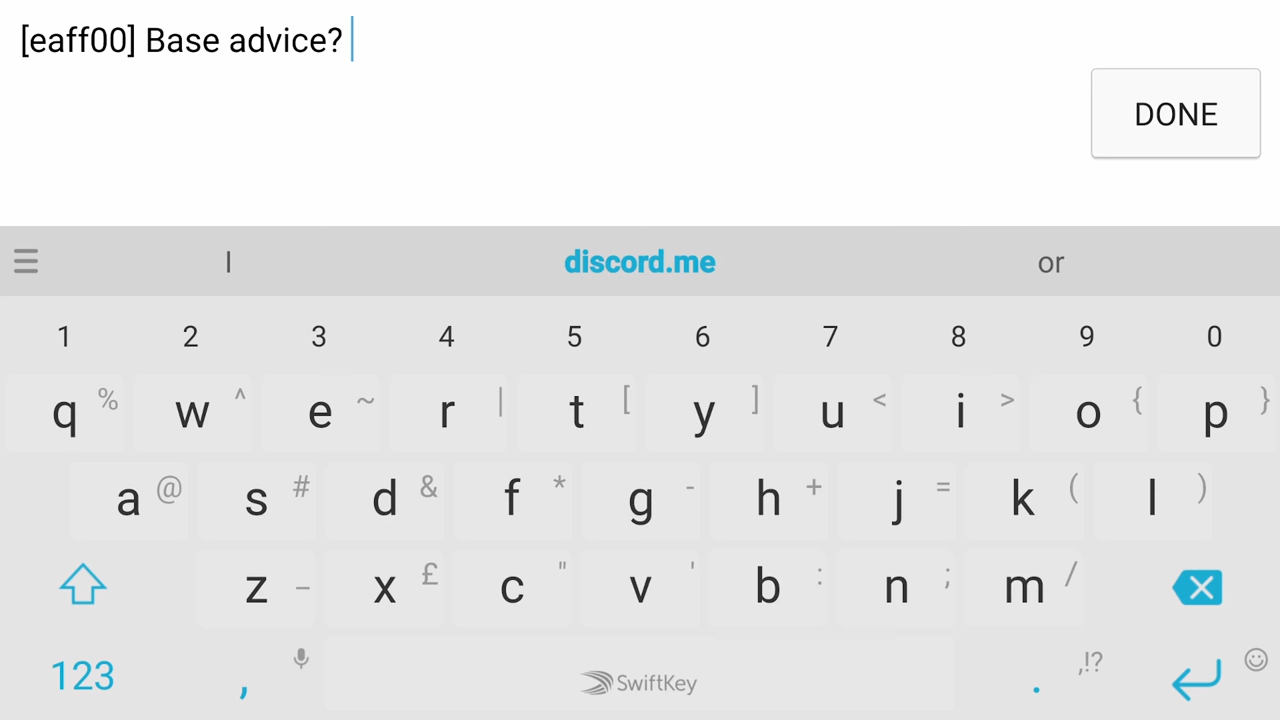 [eaff00] Base advice?
DONE
I discord.me or
1 2 3 4 5 6 7 8 9 0
q % w ^ e ~ r | t [ y ] u < i > o { p }
a @ s # d & f * g - h + j = k ( l )
z _ x £ c " v ' b : n ; m /
123 , SwiftKey . ,!?